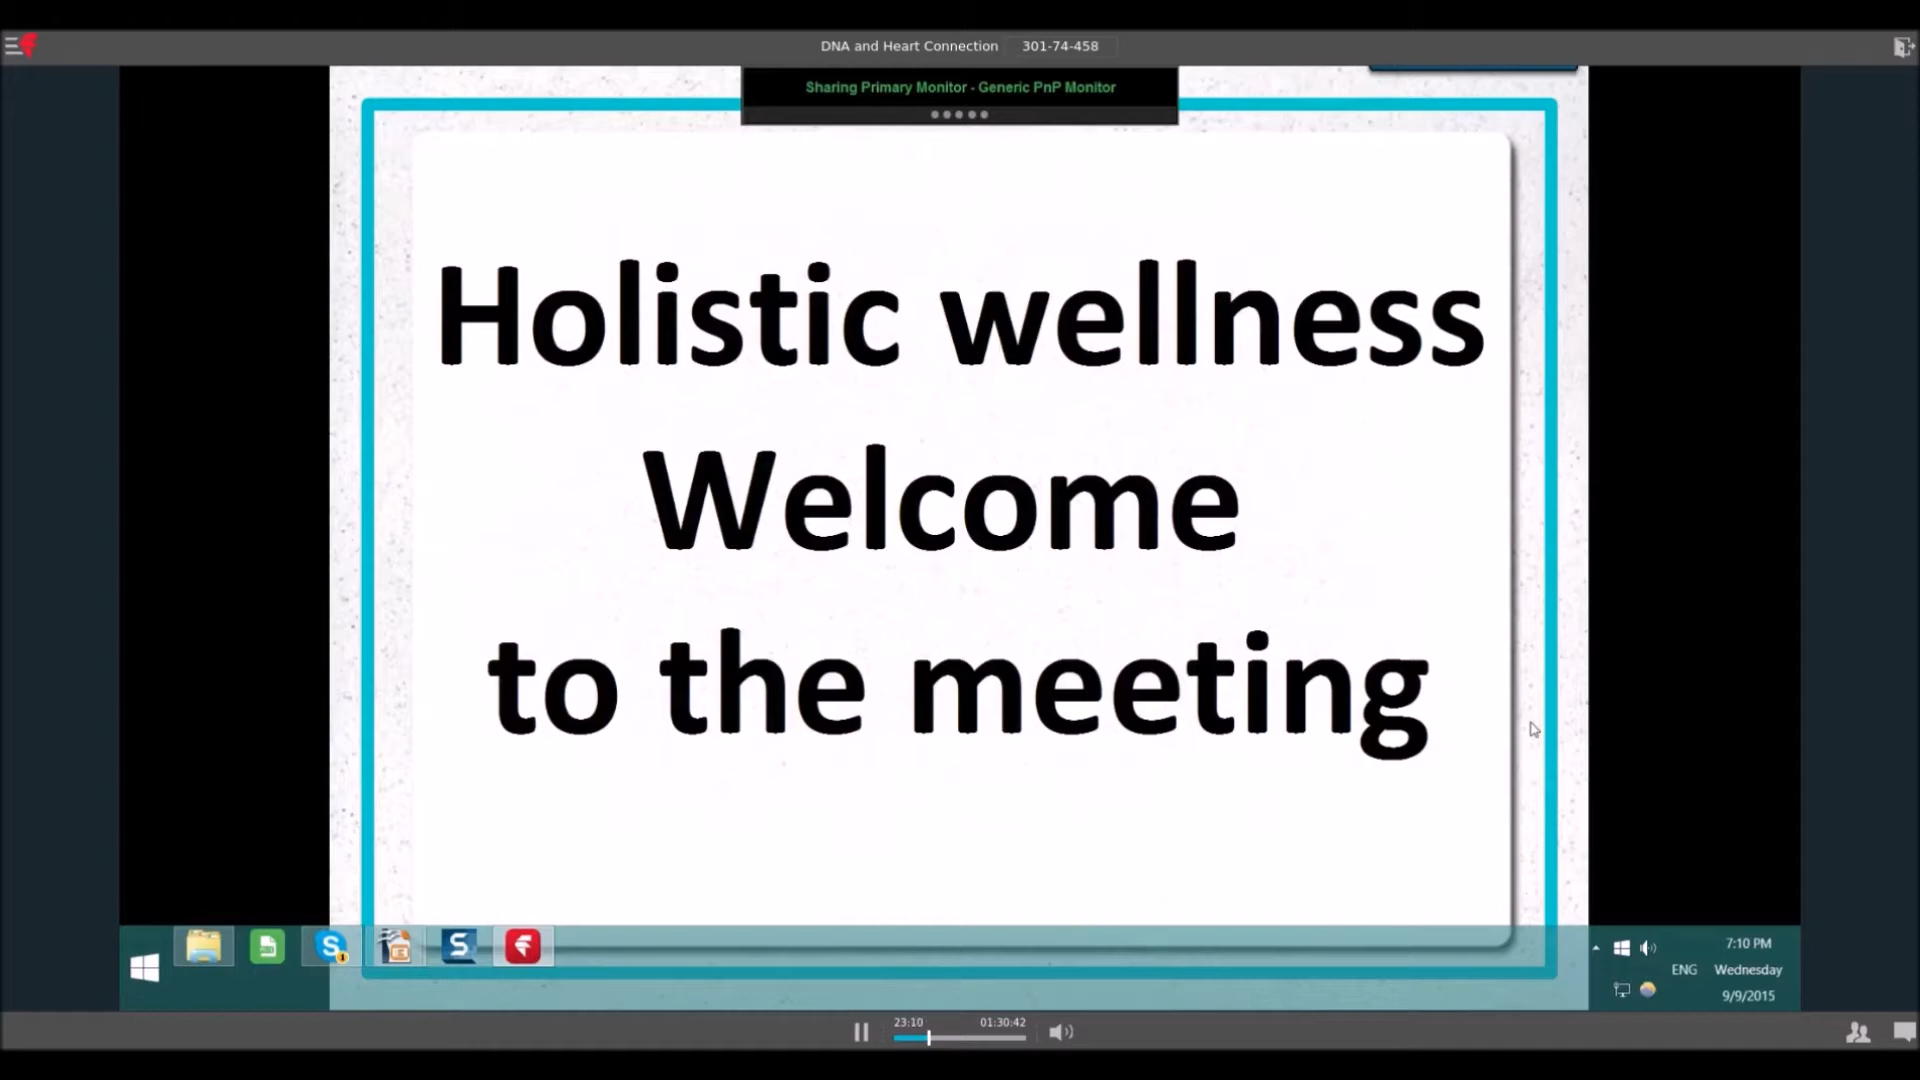 DNA and Heart Connection 301-74-458
Sharing Primary Monitor - Generic PnP Monitor
Holistic wellness
Welcome
to the meeting
7:10 PM
ENG Wednesday
9/9/2015
23:10 01:30:42